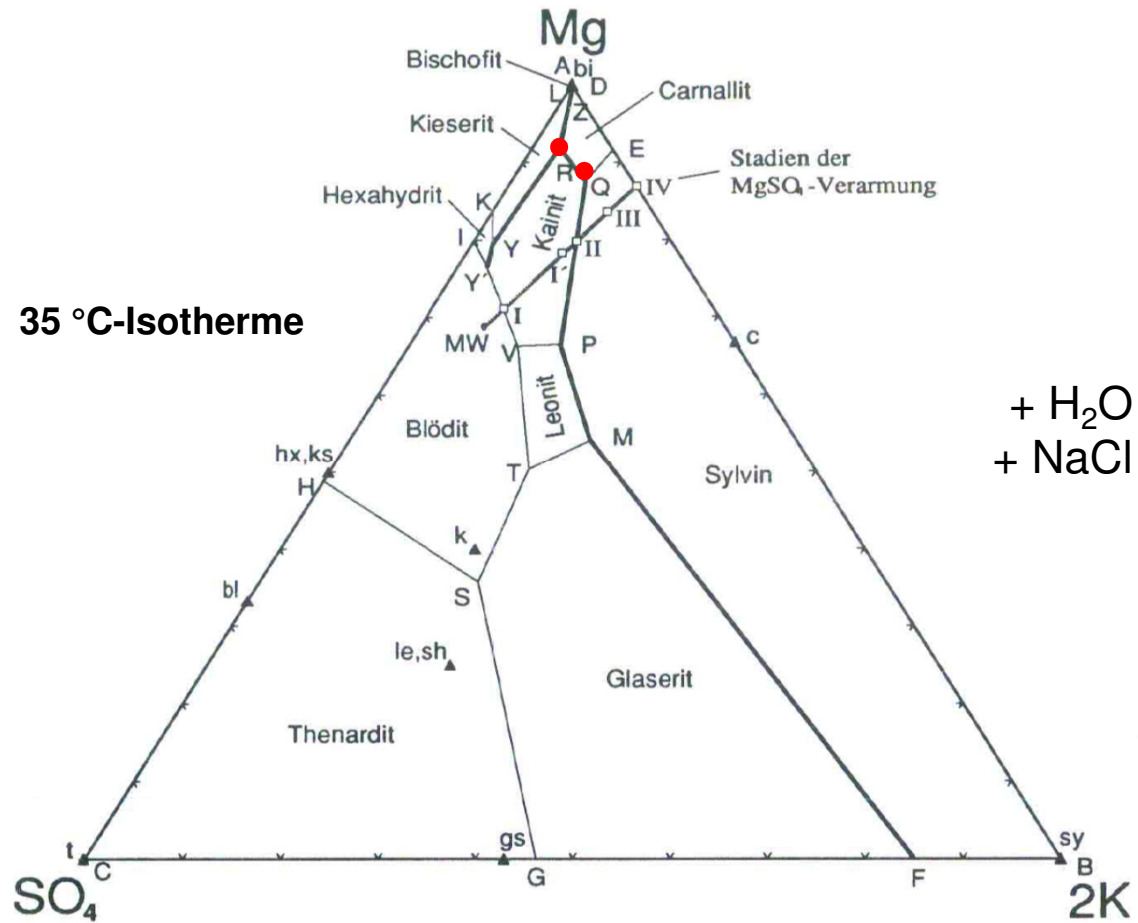 Mg
Bischofit
A bi
L D
Z
Carnallit
Kieserit
E
R
Q
IV
Stadien der
MgSO₄-Verarmung
Hexahydrit
K
III
Kainit
I
Y
II
I´
Y´
I
35 °C-Isotherme
MW
V
P
c
Leonit
+ H₂O
+ NaCl
Blödit
M
hx,ks
H
T
Sylvin
k
S
bl
le,sh
Glaserit
Thenardit
t
C
gs
G
F
sy
B
SO₄
2K